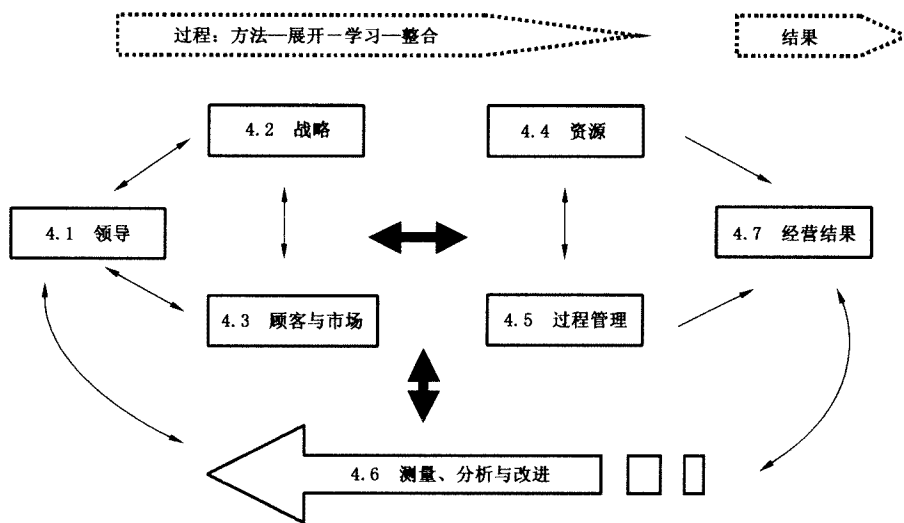 过程：方法—展开－学习—整合
结果
4.2 战略
4.4 资源
4.1 领导
4.7 经营结果
4.3 顾客与市场
4.5 过程管理
4.6 测量、分析与改进